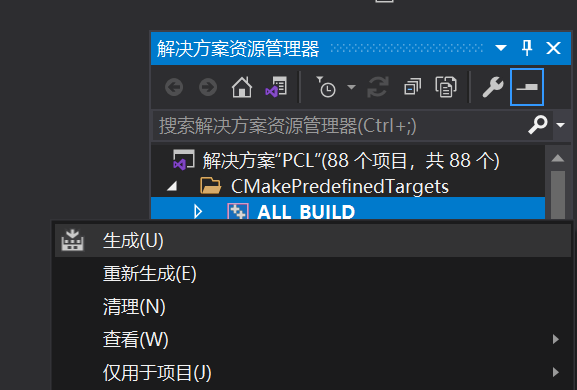 解决方案资源管理器
搜索解决方案资源管理器(Ctrl+;)
解决方案"PCL"(88 个项目，共 88 个)
CMakePredefinedTargets
ALL_BUILD
生成(U)
重新生成(E)
清理(N)
查看(W)
仅用于项目(J)